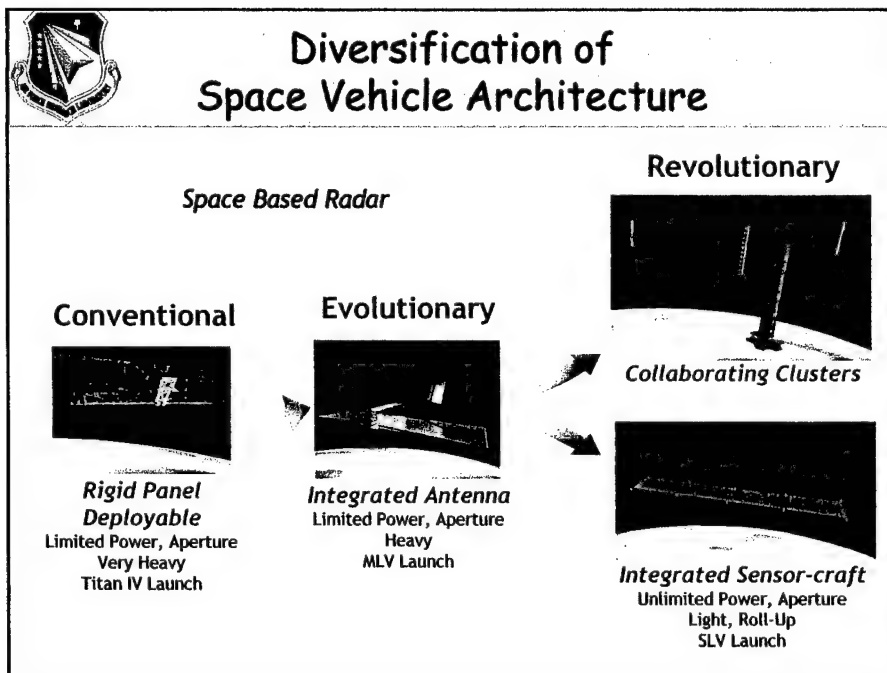 Diversification of
Space Vehicle Architecture
Space Based Radar
Conventional
Rigid Panel
Deployable
Limited Power, Aperture
Very Heavy
Titan IV Launch
Evolutionary
Integrated Antenna
Limited Power, Aperture
Heavy
MLV Launch
Revolutionary
Collaborating Clusters
Integrated Sensor-craft
Unlimited Power, Aperture
Light, Roll-Up
SLV Launch